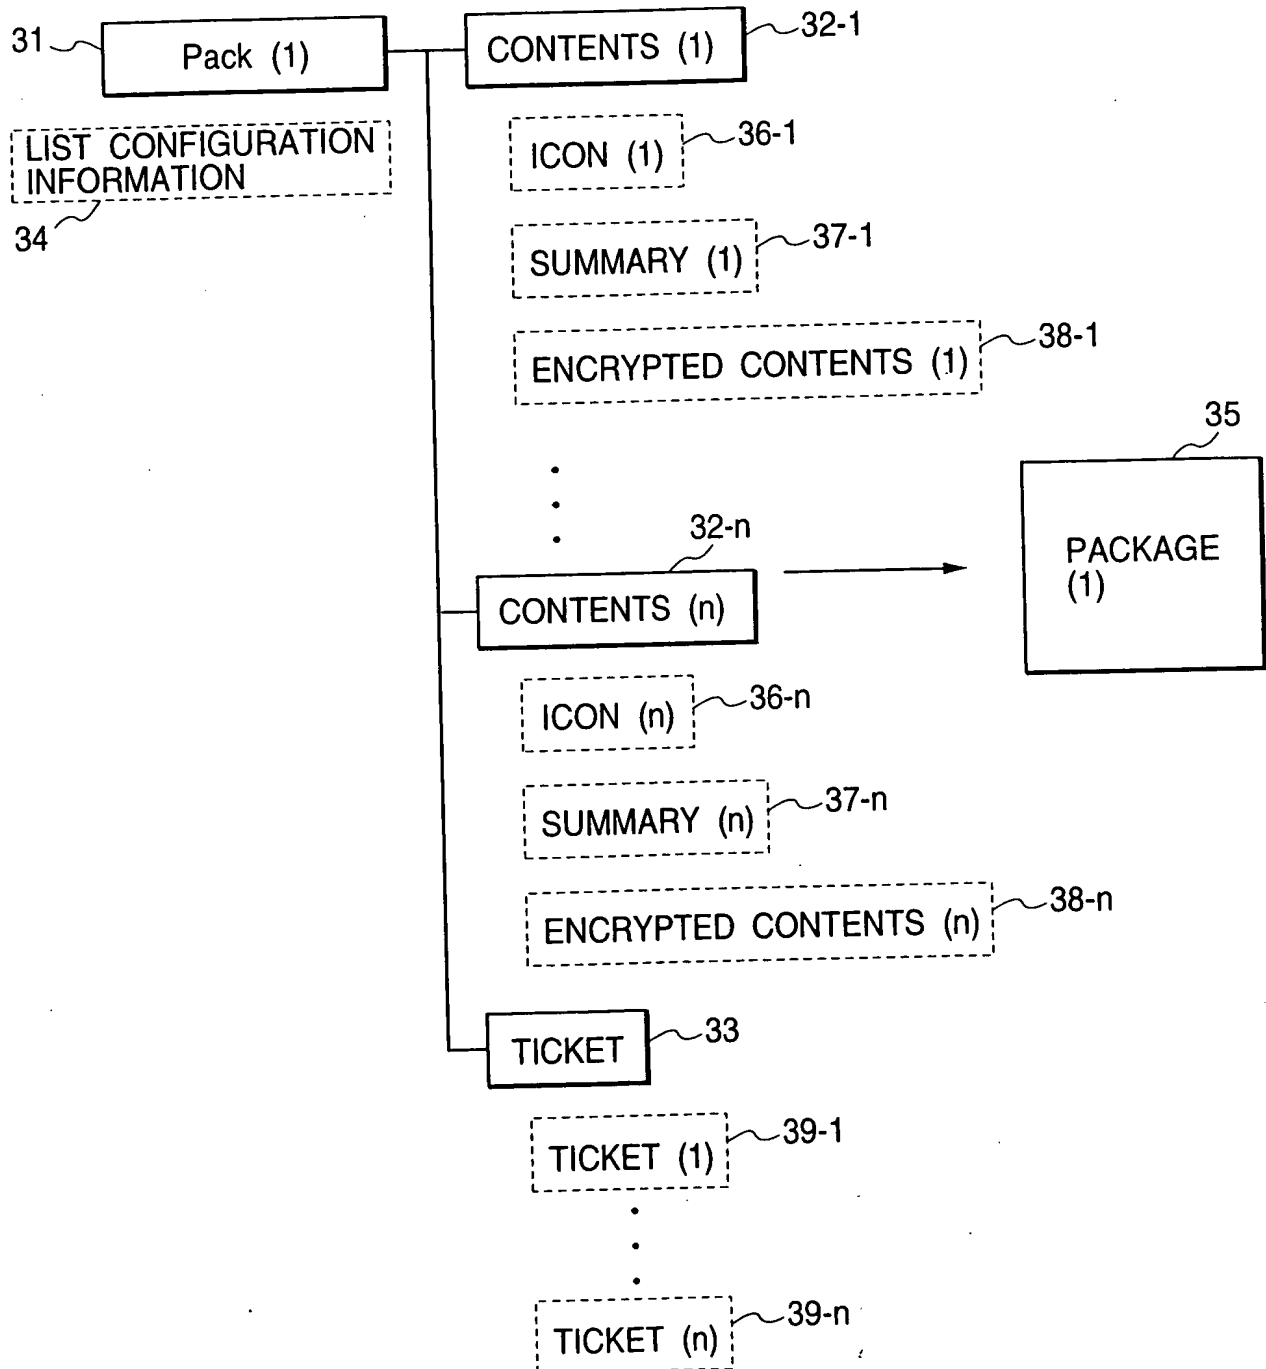 31
Pack (1)
CONTENTS (1)
32-1
LIST CONFIGURATION
INFORMATION
34
ICON (1)
36-1
SUMMARY (1)
37-1
ENCRYPTED CONTENTS (1)
38-1
35
PACKAGE
(1)
32-n
CONTENTS (n)
ICON (n)
36-n
SUMMARY (n)
37-n
ENCRYPTED CONTENTS (n)
38-n
TICKET
33
TICKET (1)
39-1
TICKET (n)
39-n